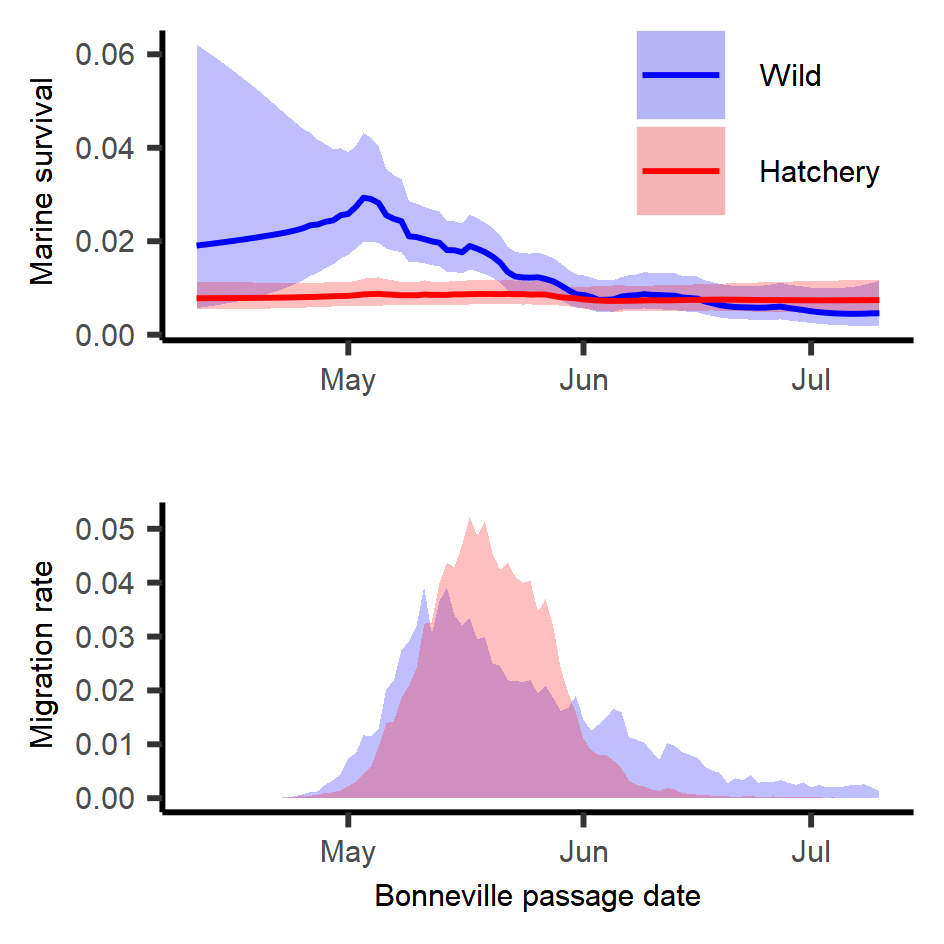 Marine survival
0.06
0.04
0.02
0.00
May
Jun
Jul
Wild
Hatchery
Migration rate
0.05
0.04
0.03
0.02
0.01
0.00
May
Jun
Jul
Bonneville passage date